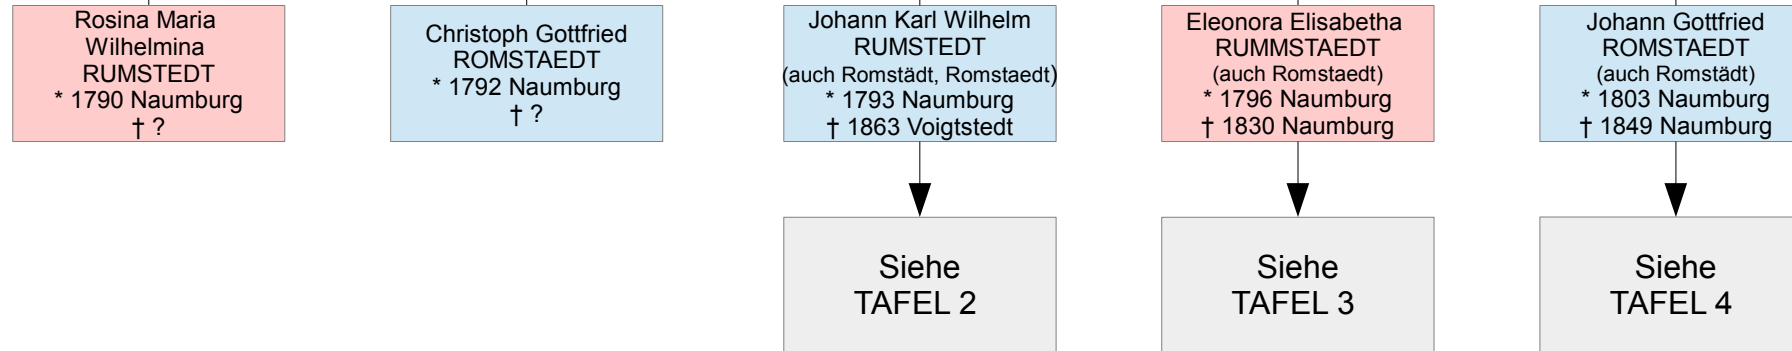 Rosina Maria
Wilhelmina
RUMSTEDT
* 1790 Naumburg
† ?
Christoph Gottfried
ROMSTAEDT
* 1792 Naumburg
† ?
Johann Karl Wilhelm
RUMSTEDT
(auch Romstädt, Romstaedt)
* 1793 Naumburg
† 1863 Voigtstedt
Eleonora Elisabetha
RUMMSTAEDT
(auch Romstaedt)
* 1796 Naumburg
† 1830 Naumburg
Johann Gottfried
ROMSTAEDT
(auch Romstädt)
* 1803 Naumburg
† 1849 Naumburg
Siehe
TAFEL 2
Siehe
TAFEL 3
Siehe
TAFEL 4